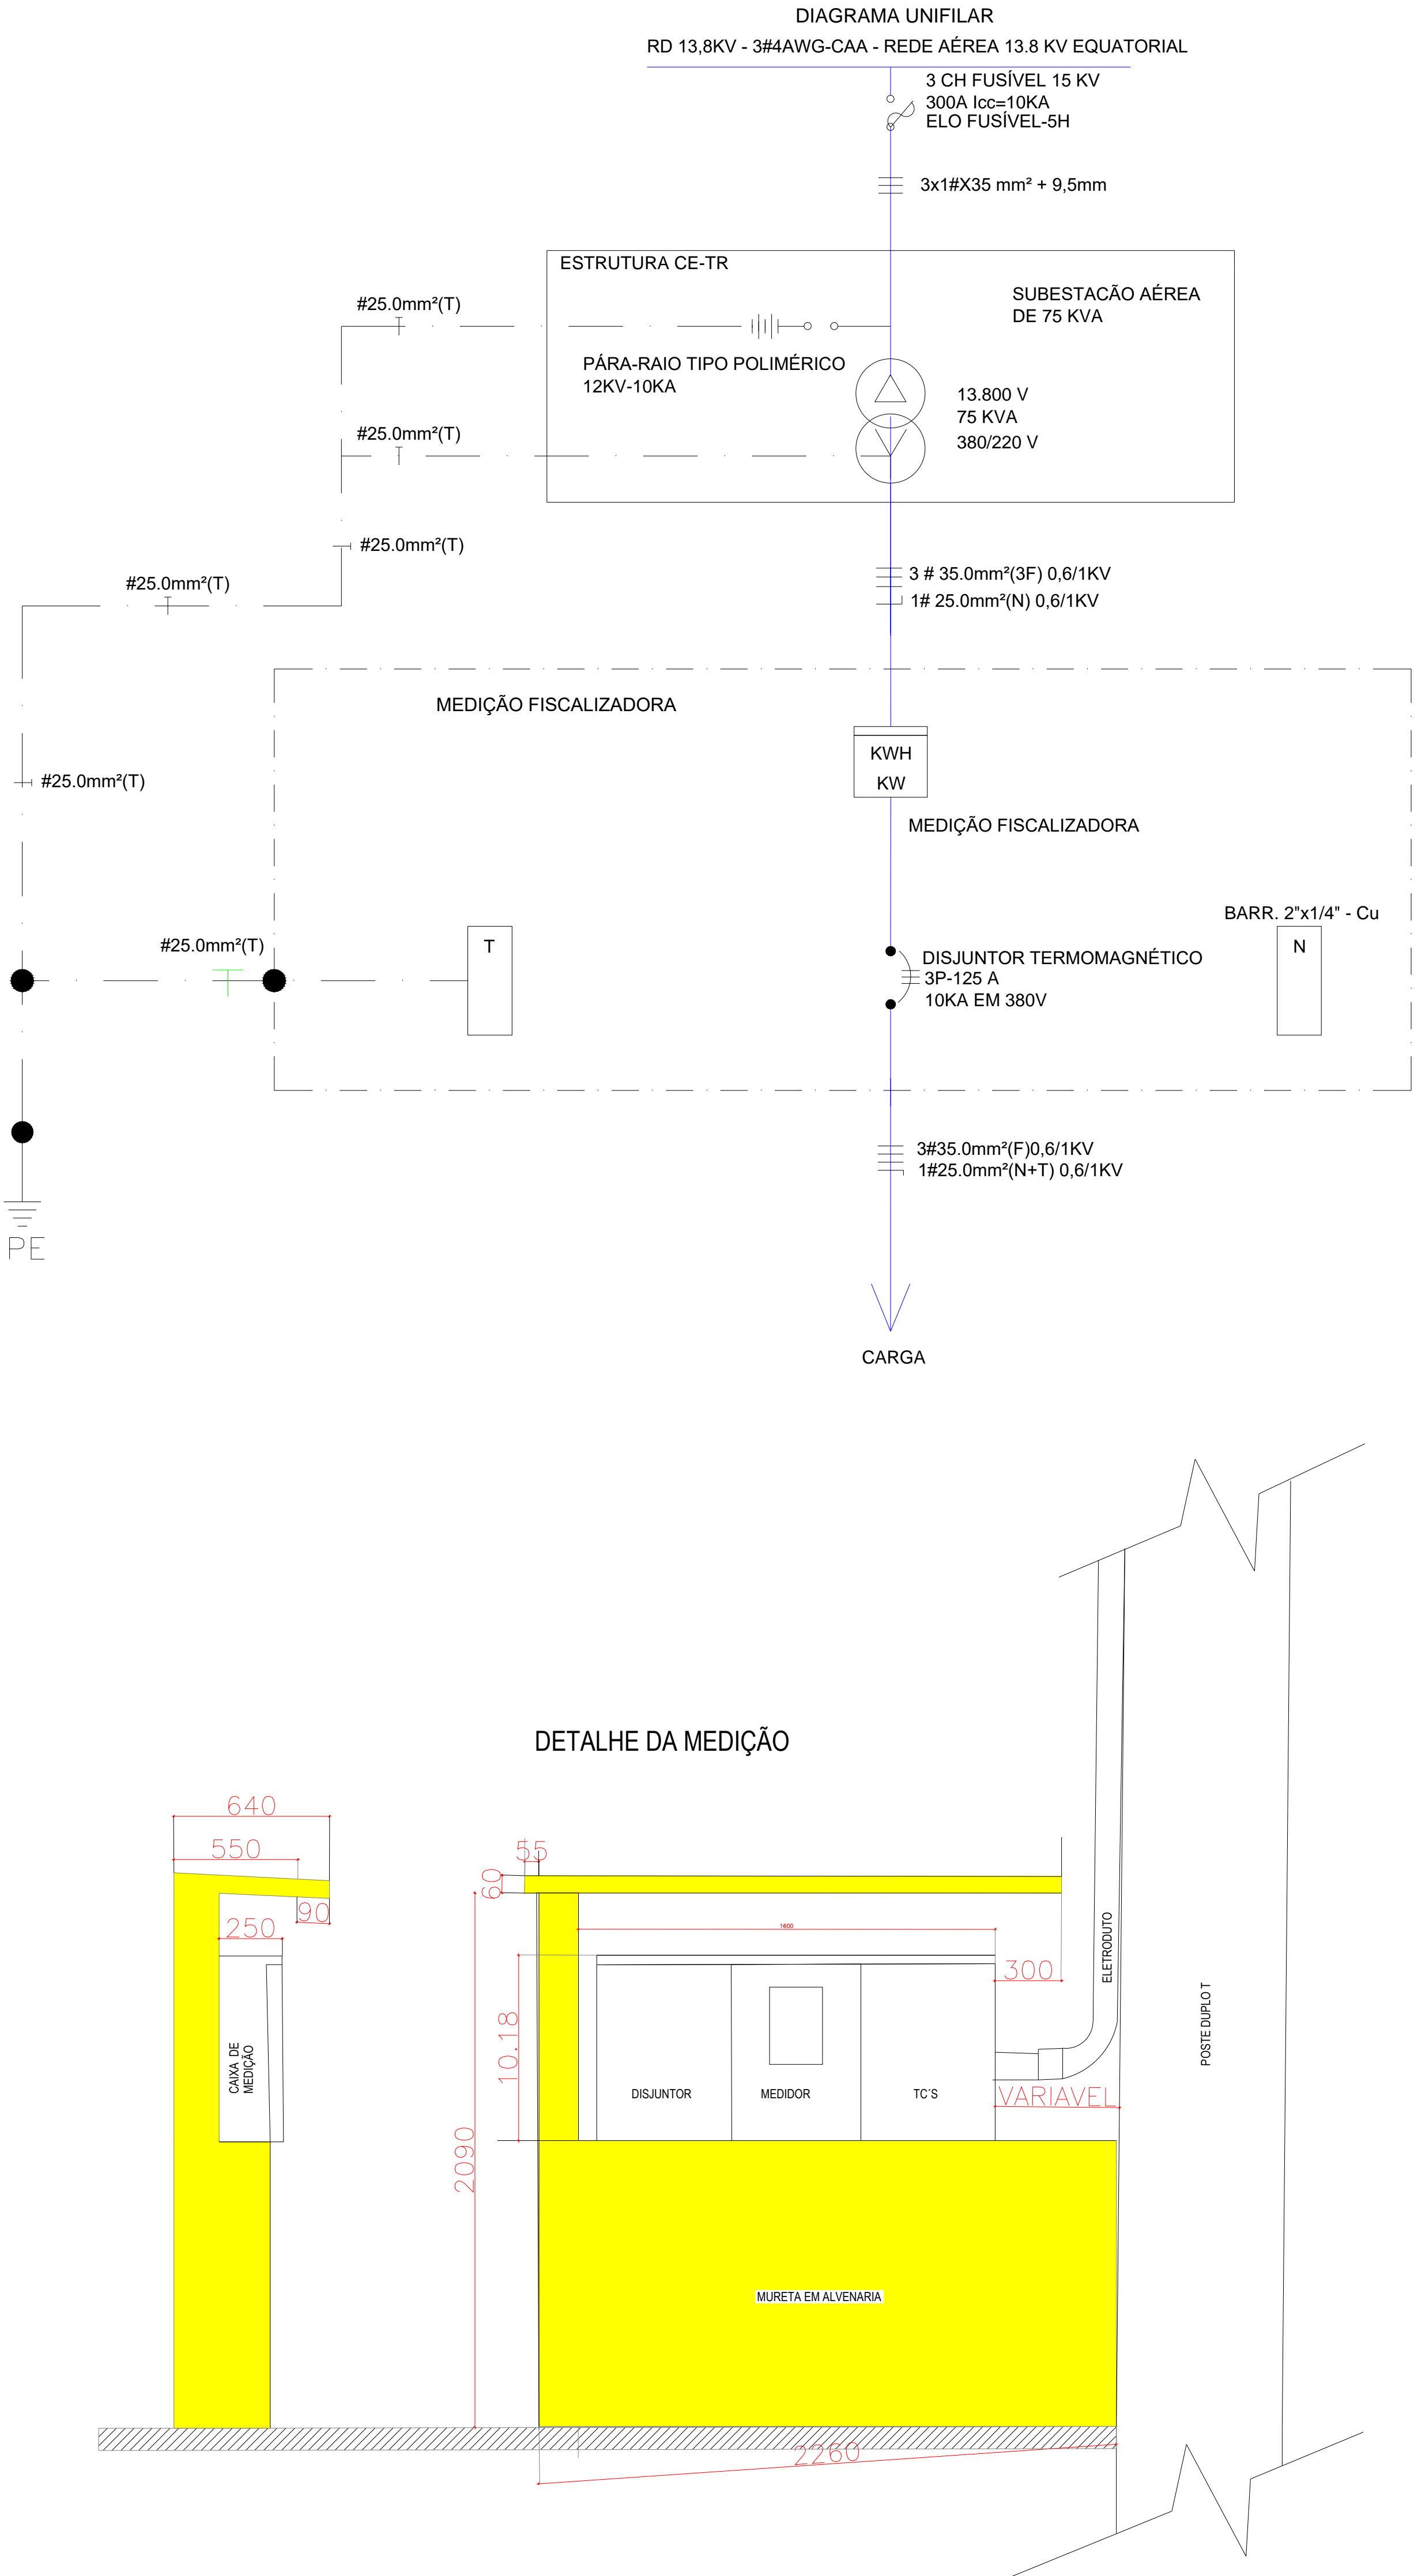 DIAGRAMA UNIFILAR
RD 13,8KV - 3#4AWG-CAA - REDE AÉREA 13.8 KV EQUATORIAL
3 CH FUSÍVEL 15 KV
300A Icc=10KA
ELO FUSÍVEL-5H
3x1#X35 mm² + 9,5mm
ESTRUTURA CE-TR
SUBESTACÃO AÉREA
DE 75 KVA
#25.0mm²(T)
PÁRA-RAIO TIPO POLIMÉRICO
12KV-10KA
13.800 V
75 KVA
380/220 V
#25.0mm²(T)
#25.0mm²(T)
#25.0mm²(T)
3 # 35.0mm²(3F) 0,6/1KV
1# 25.0mm²(N) 0,6/1KV
MEDIÇÃO FISCALIZADORA
KWH
KW
#25.0mm²(T)
MEDIÇÃO FISCALIZADORA
BARR. 2"x1/4" - Cu
#25.0mm²(T)
T
N
DISJUNTOR TERMOMAGNÉTICO
3P-125 A
10KA EM 380V
3#35.0mm²(F)0,6/1KV
1#25.0mm²(N+T) 0,6/1KV
PE
CARGA
DETALHE DA MEDIÇÃO
640
550
90
250
CAIXA DE
MEDIÇÃO
55
60
1600
300
10.18
2090
DISJUNTOR
MEDIDOR
TC´S
VARIAVEL
ELETRODUTO
POSTE DUPLO T
MURETA EM ALVENARIA
2260